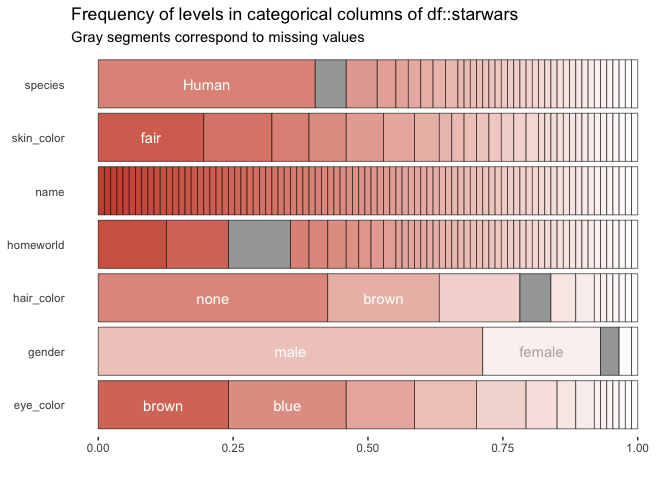 Frequency of levels in categorical columns of df::starwars
Gray segments correspond to missing values
species
Human
skin_color
fair
name
homeworld
hair_color
none
brown
gender
male
female
eye_color
brown
blue
0.00
0.25
0.50
0.75
1.00